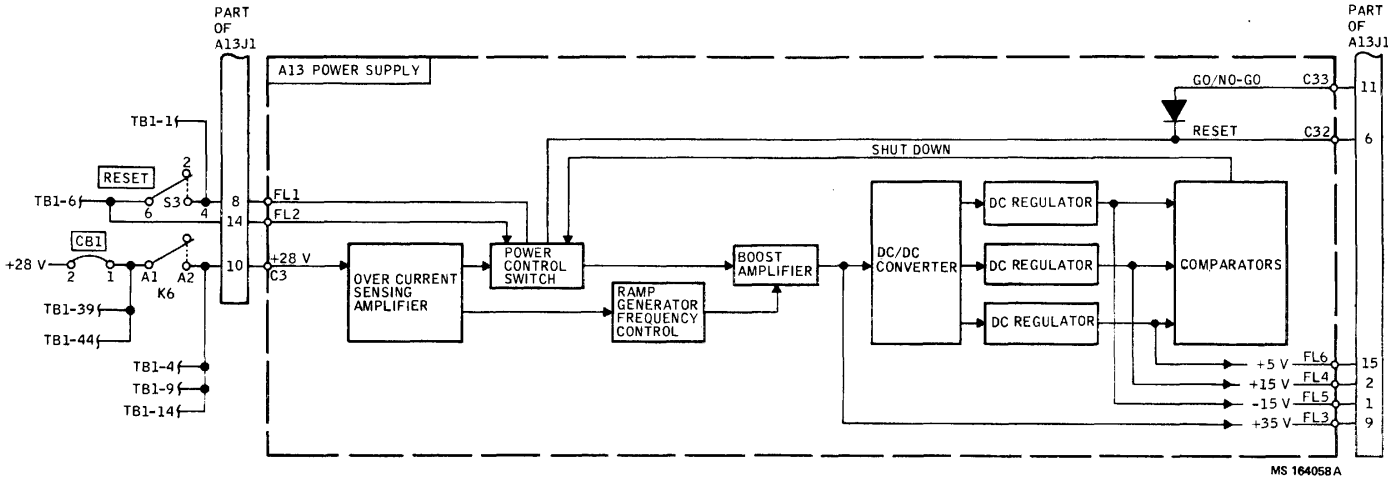 PART
OF
A13J1
PART
OF
A13J1
A13 POWER SUPPLY
GO/NO-GO
C33
11
TB1-1
RESET
C32
6
2
SHUT DOWN
RESET
TB1-6
6
S3
4
8
FL1
14
FL2
DC REGULATOR
CB1
+28 V
2
1
A1
A2
K6
10
+28 V
C3
OVER CURRENT
SENSING
AMPLIFIER
POWER
CONTROL
SWITCH
BOOST
AMPLIFIER
DC/DC
CONVERTER
DC REGULATOR
COMPARATORS
RAMP
GENERATOR
FREQUENCY
CONTROL
TB1-39
TB1-44
DC REGULATOR
TB1-4
TB1-9
TB1-14
+5 V FL6 15
+15 V FL4 2
-15 V FL5 1
+35 V FL3 9
MS 164058A